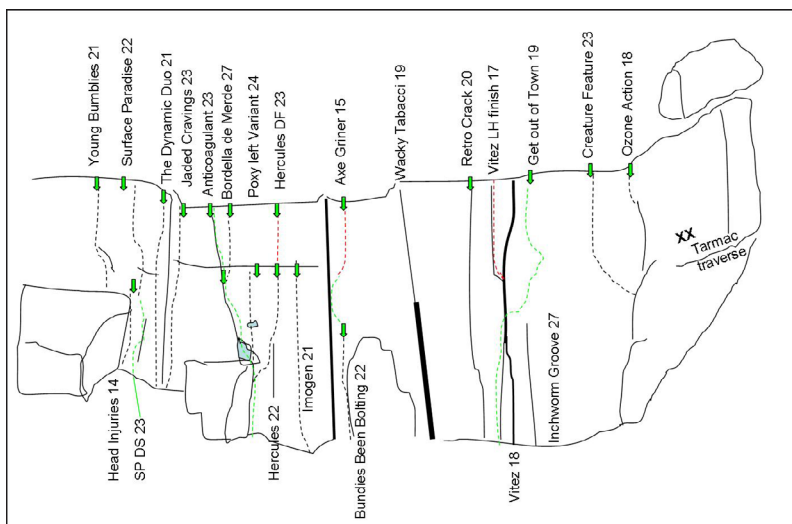 Young Bumblies 21
Surface Paradise 22
The Dynamic Duo 21
Jaded Cravings 23
Anticoagulant 23
Bordella de Mercie 27
Poxy left Variant 24
Hercules DF 23
Axe Griner 15
Wacky Tabacci 19
Retro Crack 20
Vitez LH finish 17
Get out of Town 19
Creature Feature 23
Ozone Action 18
XX
Tarmac
traverse
Head Injuries 14
SP DS 23
Hercules 22
Imogen 21
Bundies Been Bolting 22
Vitez 18
Inchworm Groove 27